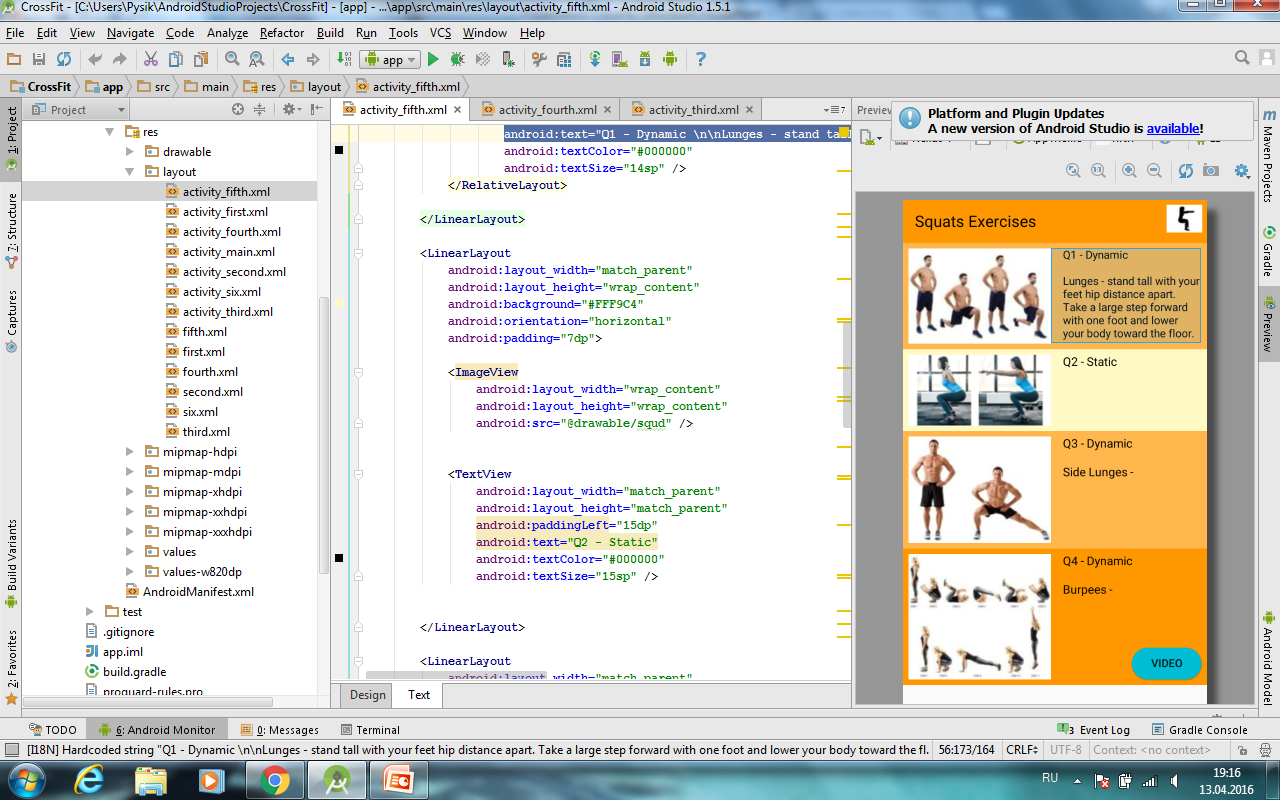 CrossFit - [C:\Users\Pysik\AndroidStudioProjects\CrossFit] - [app] - ...\app\src\main\res\layout\activity_fifth.xml - Android Studio 1.5.1
File Edit View Navigate Code Analyze Refactor Build Run Tools VCS Window Help
app
CrossFit app src main res layout activity_fifth.xml
1: Project
7: Structure
Captures
Build Variants
2: Favorites
Project
res
drawable
layout
activity_fifth.xml
activity_first.xml
activity_fourth.xml
activity_main.xml
activity_second.xml
activity_six.xml
activity_third.xml
fifth.xml
first.xml
fourth.xml
second.xml
six.xml
third.xml
mipmap-hdpi
mipmap-mdpi
mipmap-xhdpi
mipmap-xxhdpi
mipmap-xxxhdpi
values
values-w820dp
AndroidManifest.xml
test
.gitignore
app.iml
build.gradle
proguard-rules.pro
activity_fifth.xml activity_fourth.xml activity_third.xml
android:text="Q1 - Dynamic \n\nLunges - stand ta
android:textColor="#000000"
android:textSize="14sp" />
</RelativeLayout>
</LinearLayout>
<LinearLayout
android:layout_width="match_parent"
android:layout_height="wrap_content"
android:background="#FFF9C4"
android:orientation="horizontal"
android:padding="7dp">
<ImageView
android:layout_width="wrap_content"
android:layout_height="wrap_content"
android:src="@drawable/squd" />
<TextView
android:layout_width="match_parent"
android:layout_height="match_parent"
android:paddingLeft="15dp"
android:text="Q2 - Static"
android:textColor="#000000"
android:textSize="15sp" />
</LinearLayout>
<LinearLayout
android:layout_width="match_parent"
Design Text
Preview
Platform and Plugin Updates
A new version of Android Studio is available!
Squats Exercises
Q1 - Dynamic
Lunges - stand tall with your
feet hip distance apart.
Take a large step forward
with one foot and lower
your body toward the floor.
Q2 - Static
Q3 - Dynamic
Side Lunges -
Q4 - Dynamic
Burpees -
VIDEO
Maven Projects
Gradle
Preview
Android Model
TODO 6: Android Monitor 0: Messages Terminal 3 Event Log Gradle Console
[I18N] Hardcoded string "Q1 - Dynamic \n\nLunges - stand tall with your feet hip distance apart. Take a large step forward with one foot and lower your body toward the fl. 56:173/164 CRLF UTF-8 Context: <no context>
RU 19:16
13.04.2016